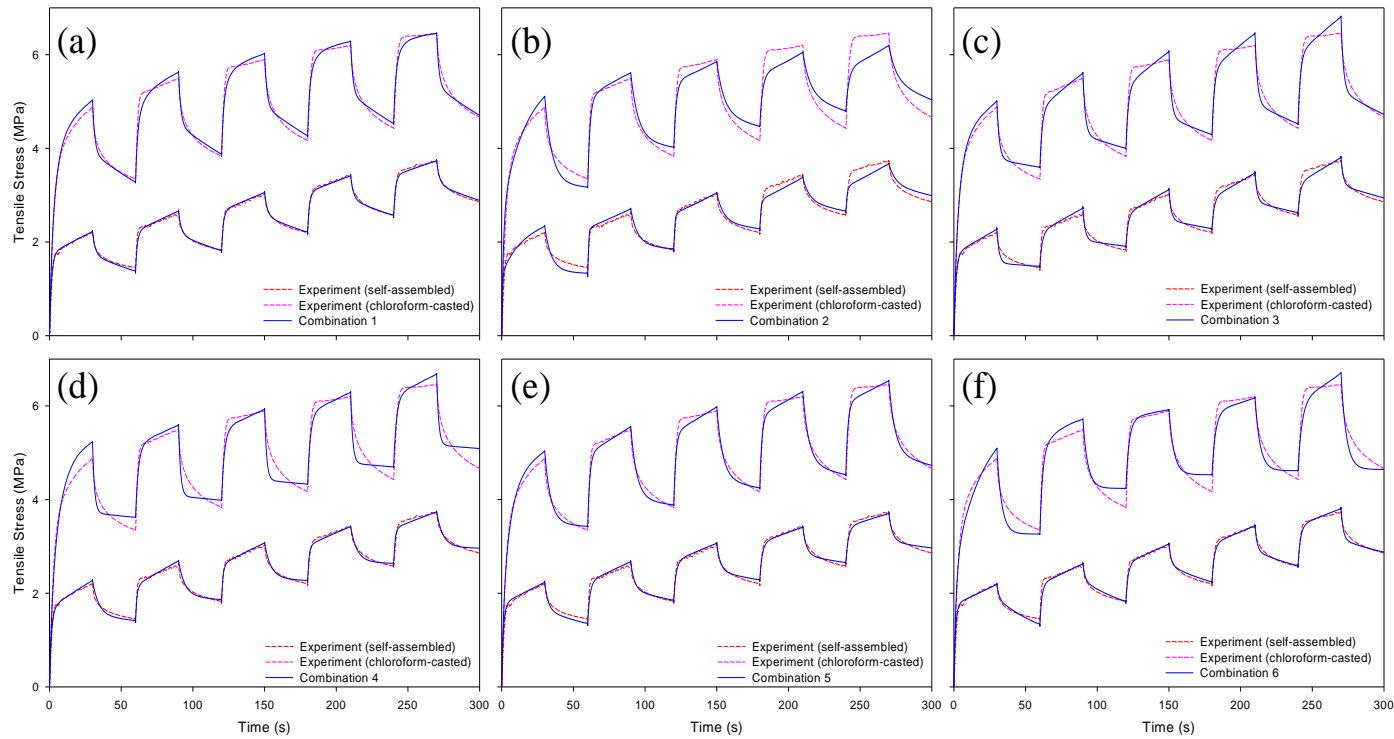 (a)
(b)
(c)
Tensile Stress (MPa)
6
4
2
0
Experiment (self-assembled)
Experiment (chloroform-casted)
Combination 1
Experiment (self-assembled)
Experiment (chloroform-casted)
Combination 2
Experiment (self-assembled)
Experiment (chloroform-casted)
Combination 3
(d)
(e)
(f)
Tensile Stress (MPa)
6
4
2
0
Experiment (self-assembled)
Experiment (chloroform-casted)
Combination 4
Experiment (self-assembled)
Experiment (chloroform-casted)
Combination 5
Experiment (self-assembled)
Experiment (chloroform-casted)
Combination 6
0 50 100 150 200 250 300
0 50 100 150 200 250 300
0 50 100 150 200 250 300
Time (s)
Time (s)
Time (s)